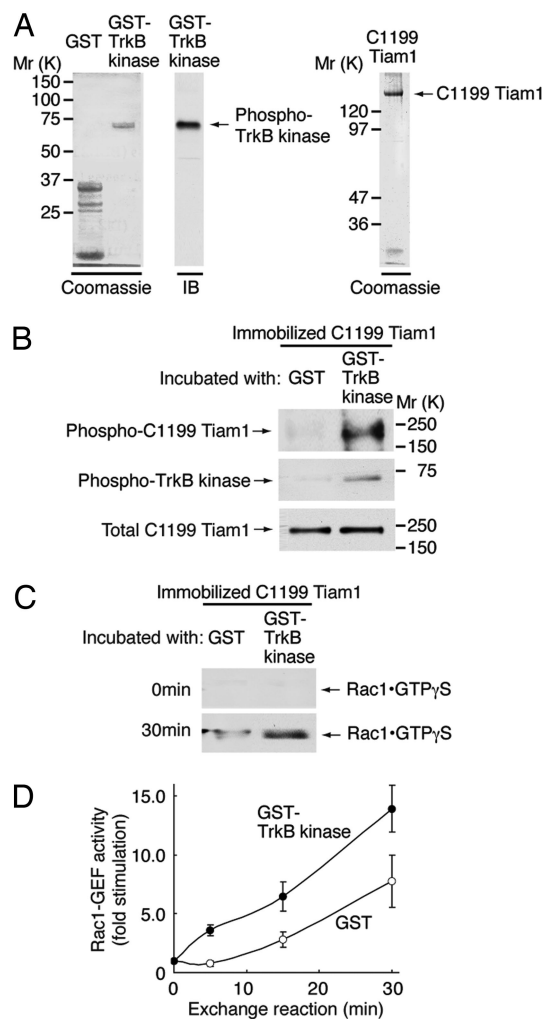 A
GST
GST-
TrkB
kinase
GST-
TrkB
kinase
C1199
Tiam1
Mr (K)
Mr (K)
150
100
75
50
37
25
Phospho-
TrkB kinase
C1199 Tiam1
120
97
47
36
Coomassie
IB
Coomassie
B
Immobilized C1199 Tiam1
Incubated with:
GST
GST-
TrkB
kinase
Mr (K)
Phospho-C1199 Tiam1
250
150
Phospho-TrkB kinase
75
Total C1199 Tiam1
250
150
C
Immobilized C1199 Tiam1
Incubated with:
GST
GST-
TrkB
kinase
0min
Rac1•GTPγS
30min
Rac1•GTPγS
D
Rac1-GEF activity
(fold stimulation)
15.0
10.0
5.0
0
GST-
TrkB kinase
GST
0
10
20
30
Exchange reaction (min)